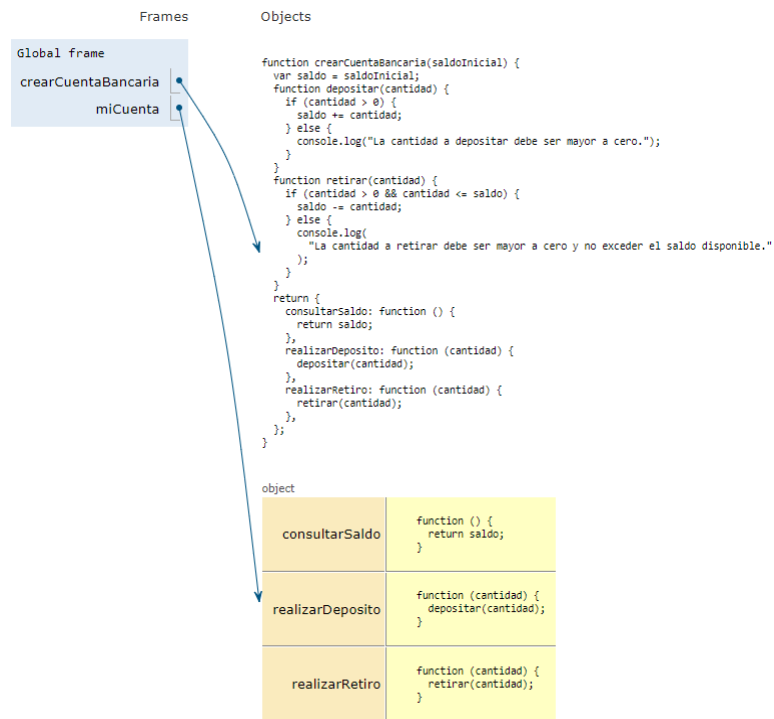 Frames
Objects
Global frame
crearCuentaBancaria
miCuenta
function crearCuentaBancaria(saldoInicial) {
  var saldo = saldoInicial;
  function depositar(cantidad) {
    if (cantidad > 0) {
      saldo += cantidad;
    } else {
      console.log("La cantidad a depositar debe ser mayor a cero.");
    }
  }
  function retirar(cantidad) {
    if (cantidad > 0 && cantidad <= saldo) {
      saldo -= cantidad;
    } else {
      console.log(
        "La cantidad a retirar debe ser mayor a cero y no exceder el saldo disponible."
      );
    }
  }
  return {
    consultarSaldo: function () {
      return saldo;
    },
    realizarDeposito: function (cantidad) {
      depositar(cantidad);
    },
    realizarRetiro: function (cantidad) {
      retirar(cantidad);
    },
  };
}
object
consultarSaldo
function () {
  return saldo;
}
realizarDeposito
function (cantidad) {
  depositar(cantidad);
}
realizarRetiro
function (cantidad) {
  retirar(cantidad);
}